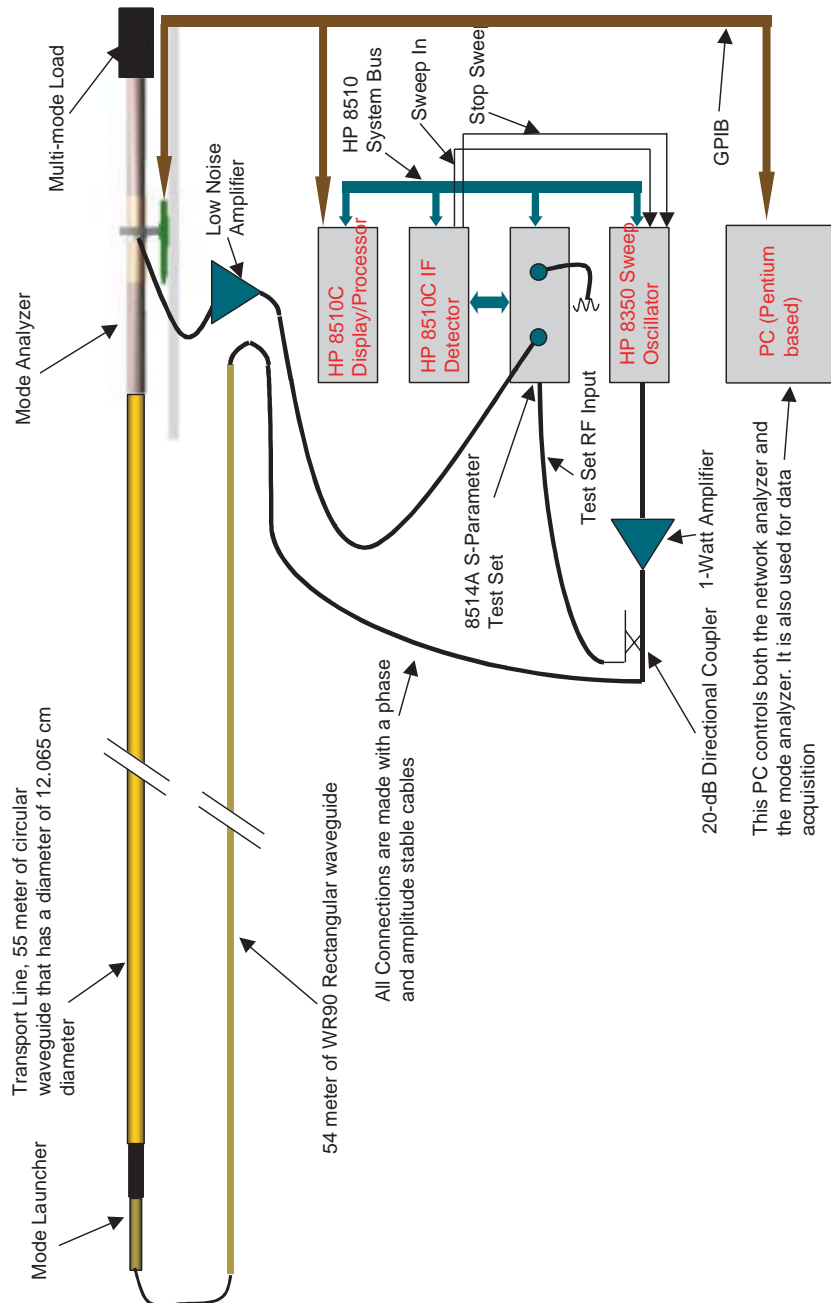 Mode Launcher
Transport Line, 55 meter of circular
waveguide that has a diameter of 12.065 cm
diameter
54 meter of WR90 Rectangular waveguide
All Connections are made with a phase
and amplitude stable cables
Mode Analyzer
Multi-mode Load
Low Noise
Amplifier
HP 8510
System Bus
Sweep In
Stop Sweep
HP 8510C
Display/Processor
HP 8510C IF
Detector
8514A S-Parameter
Test Set
Test Set RF Input
HP 8350 Sweep
Oscillator
20-dB Directional Coupler
1-Watt Amplifier
GPIB
PC (Pentium
based)
This PC controls both the network analyzer and
the mode analyzer. It is also used for data
acquisition